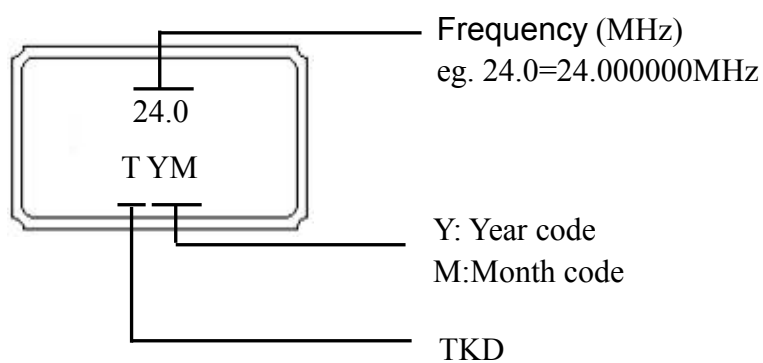 Frequency (MHz)
eg. 24.0=24.000000MHz
24.0
T YM
Y: Year code
M:Month code
TKD